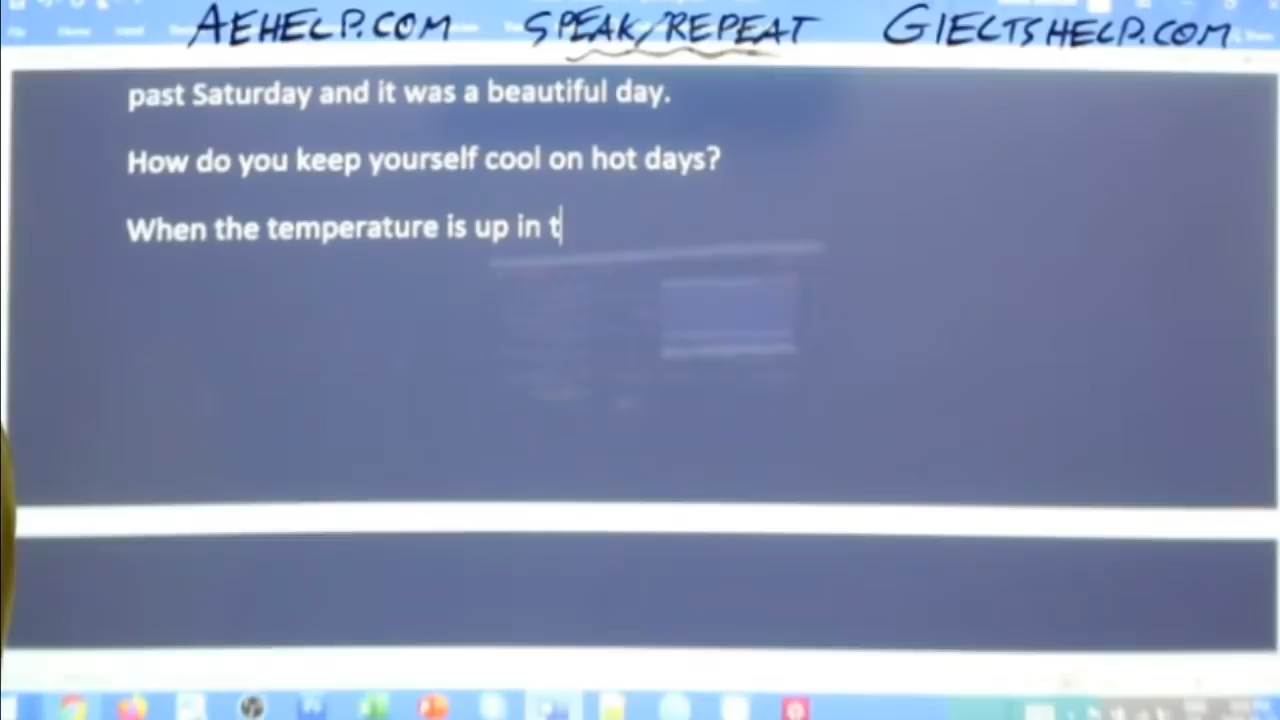 AEHELP.COM SPEAK/REPEAT GIELTSHELP.COM
past Saturday and it was a beautiful day.
How do you keep yourself cool on hot days?
When the temperature is up in t